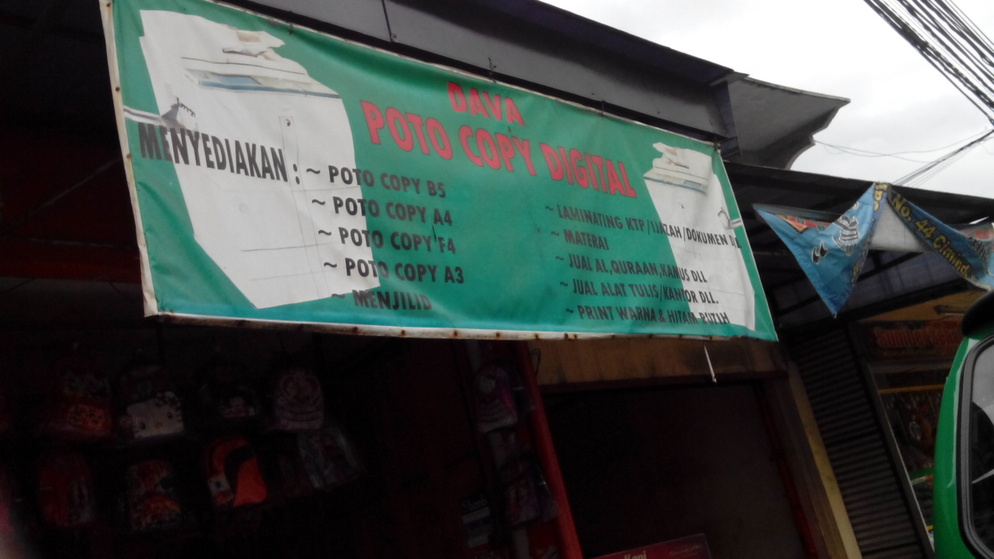 DAVA
POTO COPY DIGITAL
MENYEDIAKAN :
~ POTO COPY B5
~ POTO COPY A4
~ POTO COPY F4
~ POTO COPY A3
~ MENJILID
~ LAMINATING KTP/IJAZAH/DOKUMEN DLL
~ MATERAI
~ JUAL AL,QURAAN,KAMUS DLL
~ JUAL ALAT TULIS/KANTOR DLL.
~ PRINT WARNA & HITAM PUTIH
No. 44